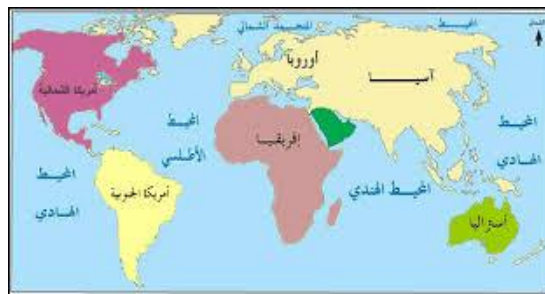 المحيط
المتجمد الشمالي
الشمال
أوروبا
آسيا
أمريكا الشمالية
المحيط
الأطلسي
إفريقيا
المحيط
الهادي
المحيط
الهادي
أمريكا الجنوبية
المحيط الهندي
أستراليا